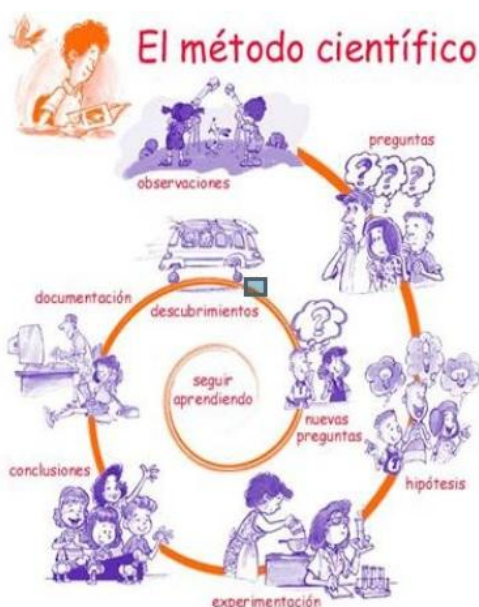 El método científico
observaciones
preguntas
hipótesis
experimentación
conclusiones
documentación
descubrimientos
nuevas
preguntas
seguir
aprendiendo